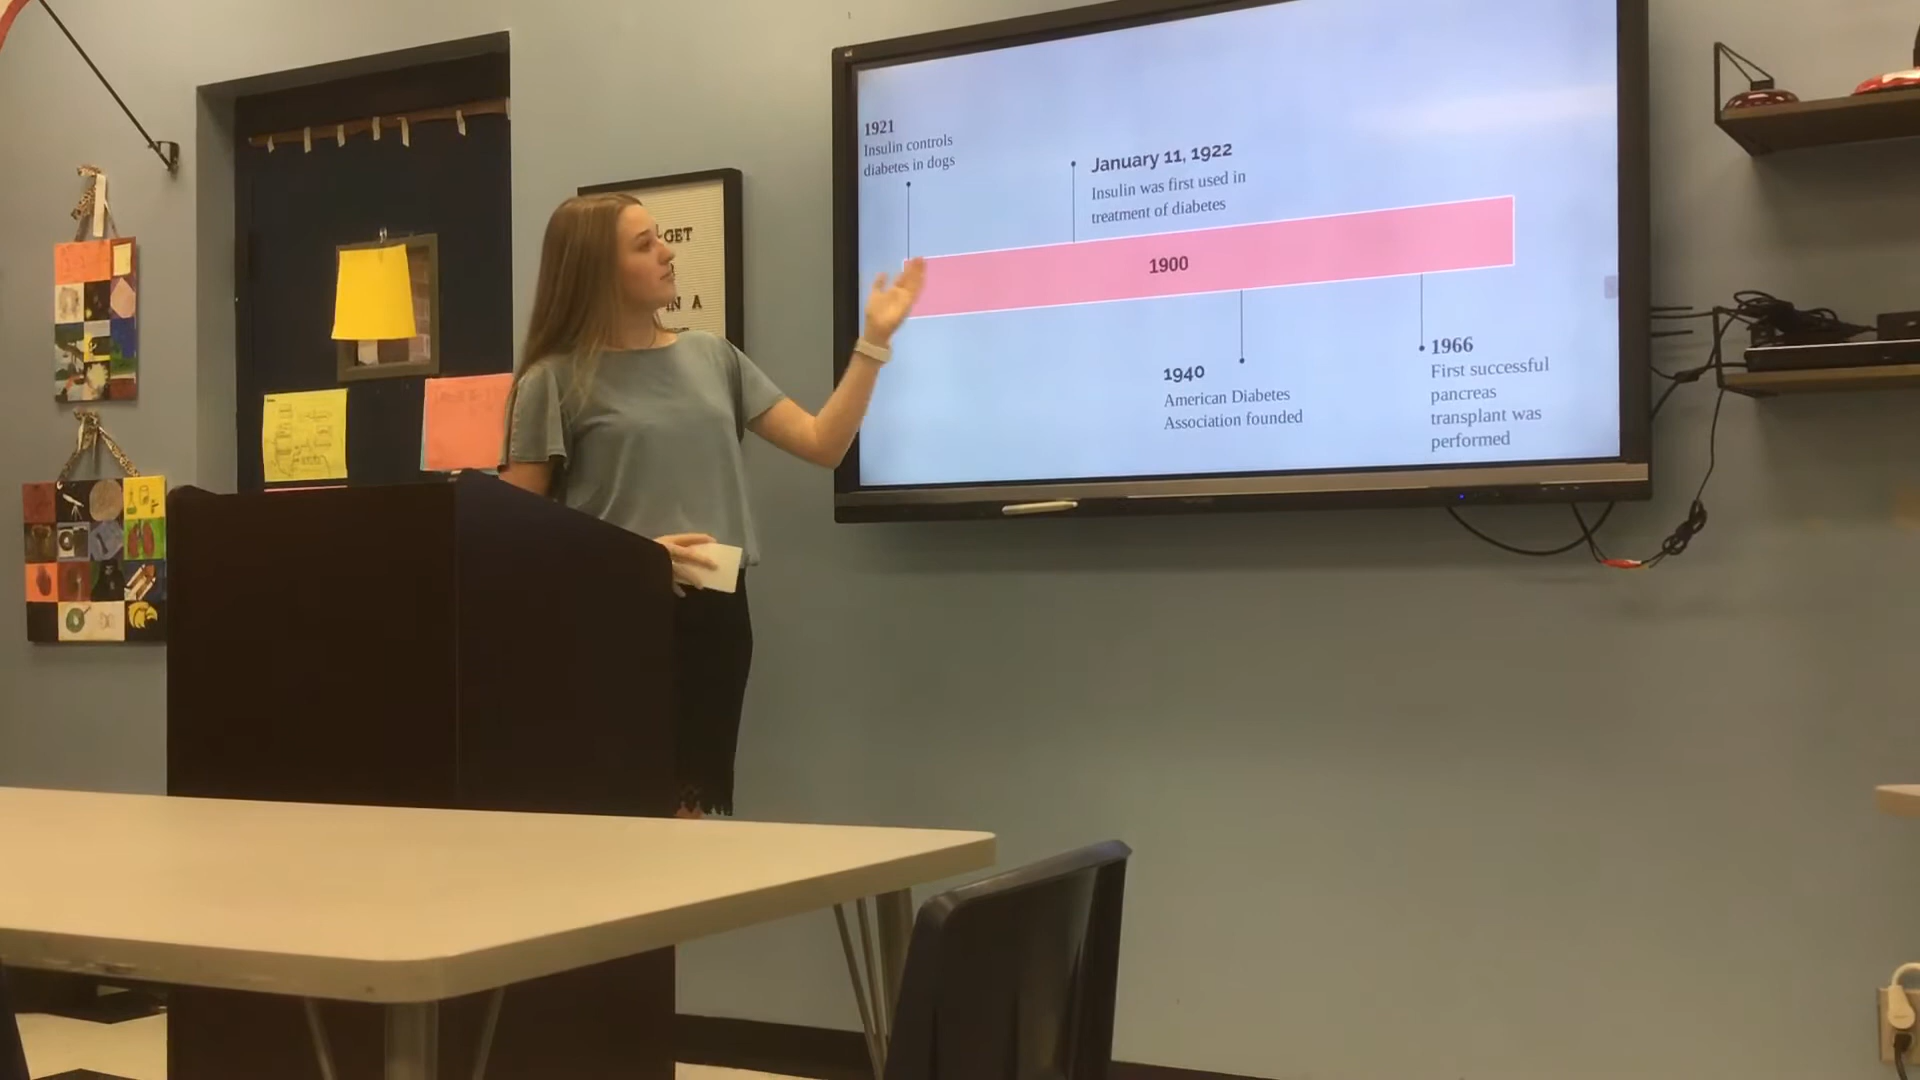 1921
Insulin controls
diabetes in dogs
January 11, 1922
Insulin was first used in
treatment of diabetes
1900
1940
American Diabetes
Association founded
1966
First successful
pancreas
transplant was
performed
GET
IN A